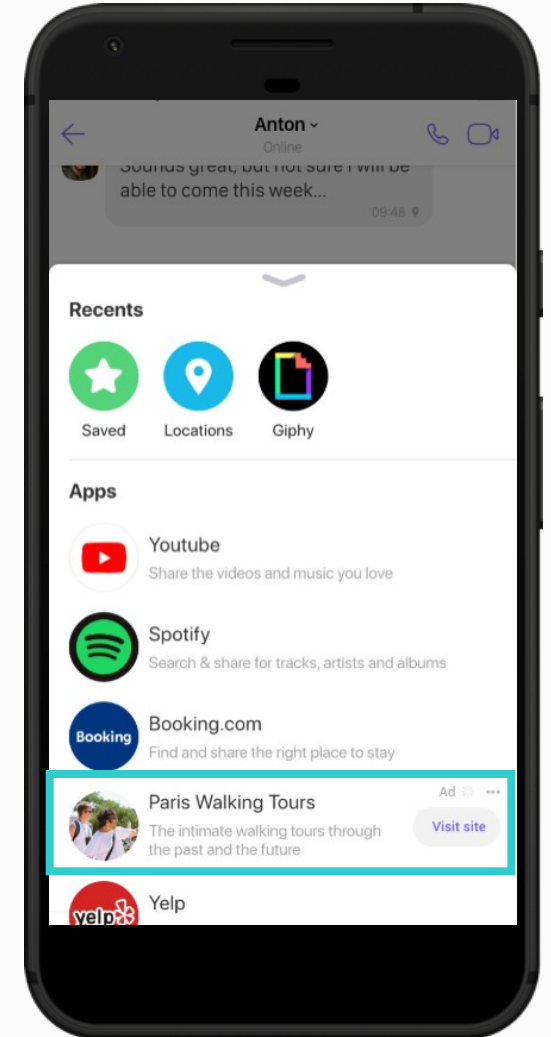 Anton
Online
Sounds great, but not sure I will be
able to come this week...
09:48
Recents
Saved
Locations
Giphy
Apps
Youtube
Share the videos and music you love
Spotify
Search & share for tracks, artists and albums
Booking
Booking.com
Find and share the right place to stay
Ad
Paris Walking Tours
The intimate walking tours through
the past and the future
Visit site
yelp
Yelp